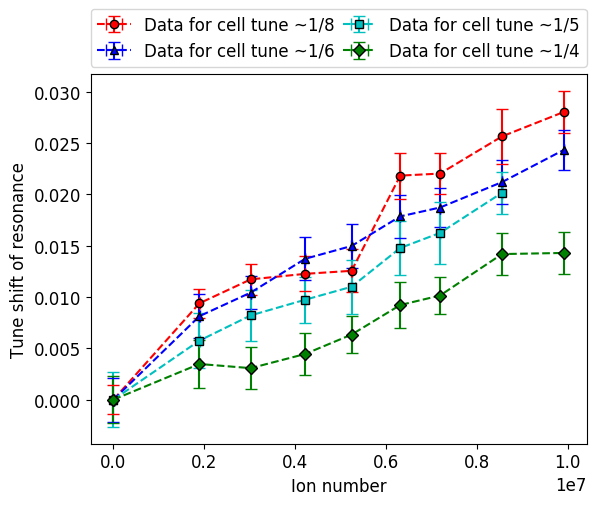 Data for cell tune ~1/8 Data for cell tune ~1/5
Data for cell tune ~1/6 Data for cell tune ~1/4
0.030
0.025
0.020
0.015
0.010
0.005
0.000
Tune shift of resonance
0.0 0.2 0.4 0.6 0.8 1.0
1e7
Ion number